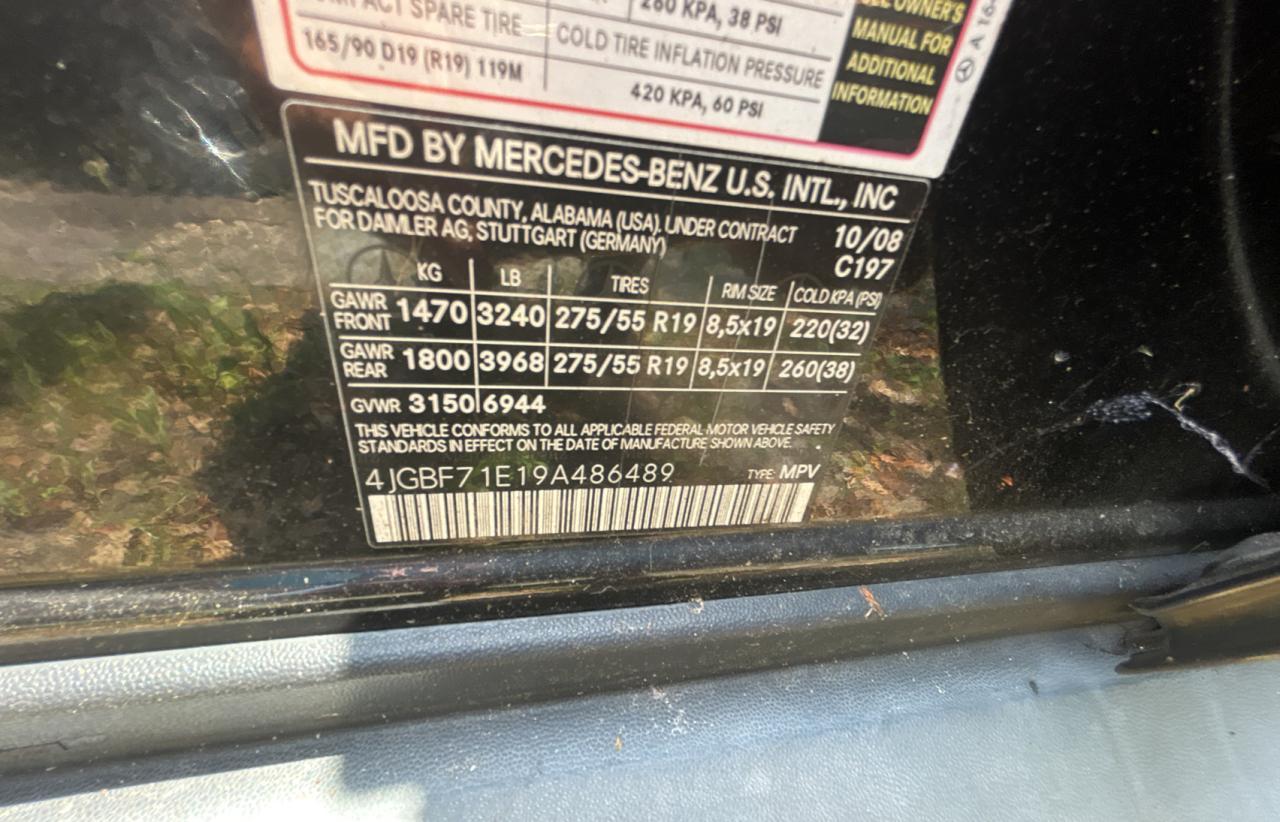 260 KPA, 38 PSI
SPARE TIRE
165/90 D19 (R19) 119M
COLD TIRE INFLATION PRESSURE
420 KPA, 60 PSI
OWNER'S
MANUAL FOR
ADDITIONAL
INFORMATION
MFD BY MERCEDES-BENZ U.S. INTL., INC
TUSCALOOSA COUNTY, ALABAMA (USA). UNDER CONTRACT
FOR DAIMLER AG, STUTTGART (GERMANY)
10/08
C197
KG LB TIRES RIM SIZE COLD KPA (PSI)
GAWR FRONT 1470 3240 275/55 R19 8,5x19 220(32)
GAWR REAR 1800 3968 275/55 R19 8,5x19 260(38)
GVWR 3150 6944
THIS VEHICLE CONFORMS TO ALL APPLICABLE FEDERAL MOTOR VEHICLE SAFETY
STANDARDS IN EFFECT ON THE DATE OF MANUFACTURE SHOWN ABOVE.
4JGBF71E19A486489 TYPE: MPV